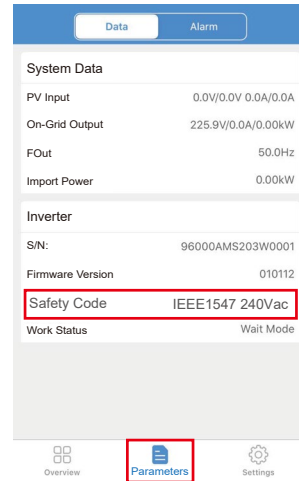 Data Alarm
System Data
PV Input 0.0V/0.0V 0.0A/0.0A
On-Grid Output 225.9V/0.0A/0.00kW
FOut 50.0Hz
Import Power 0.00kW
Inverter
S/N: 96000AMS203W0001
Firmware Version 010112
Safety Code IEEE1547 240Vac
Work Status Wait Mode
Overview Parameters Settings